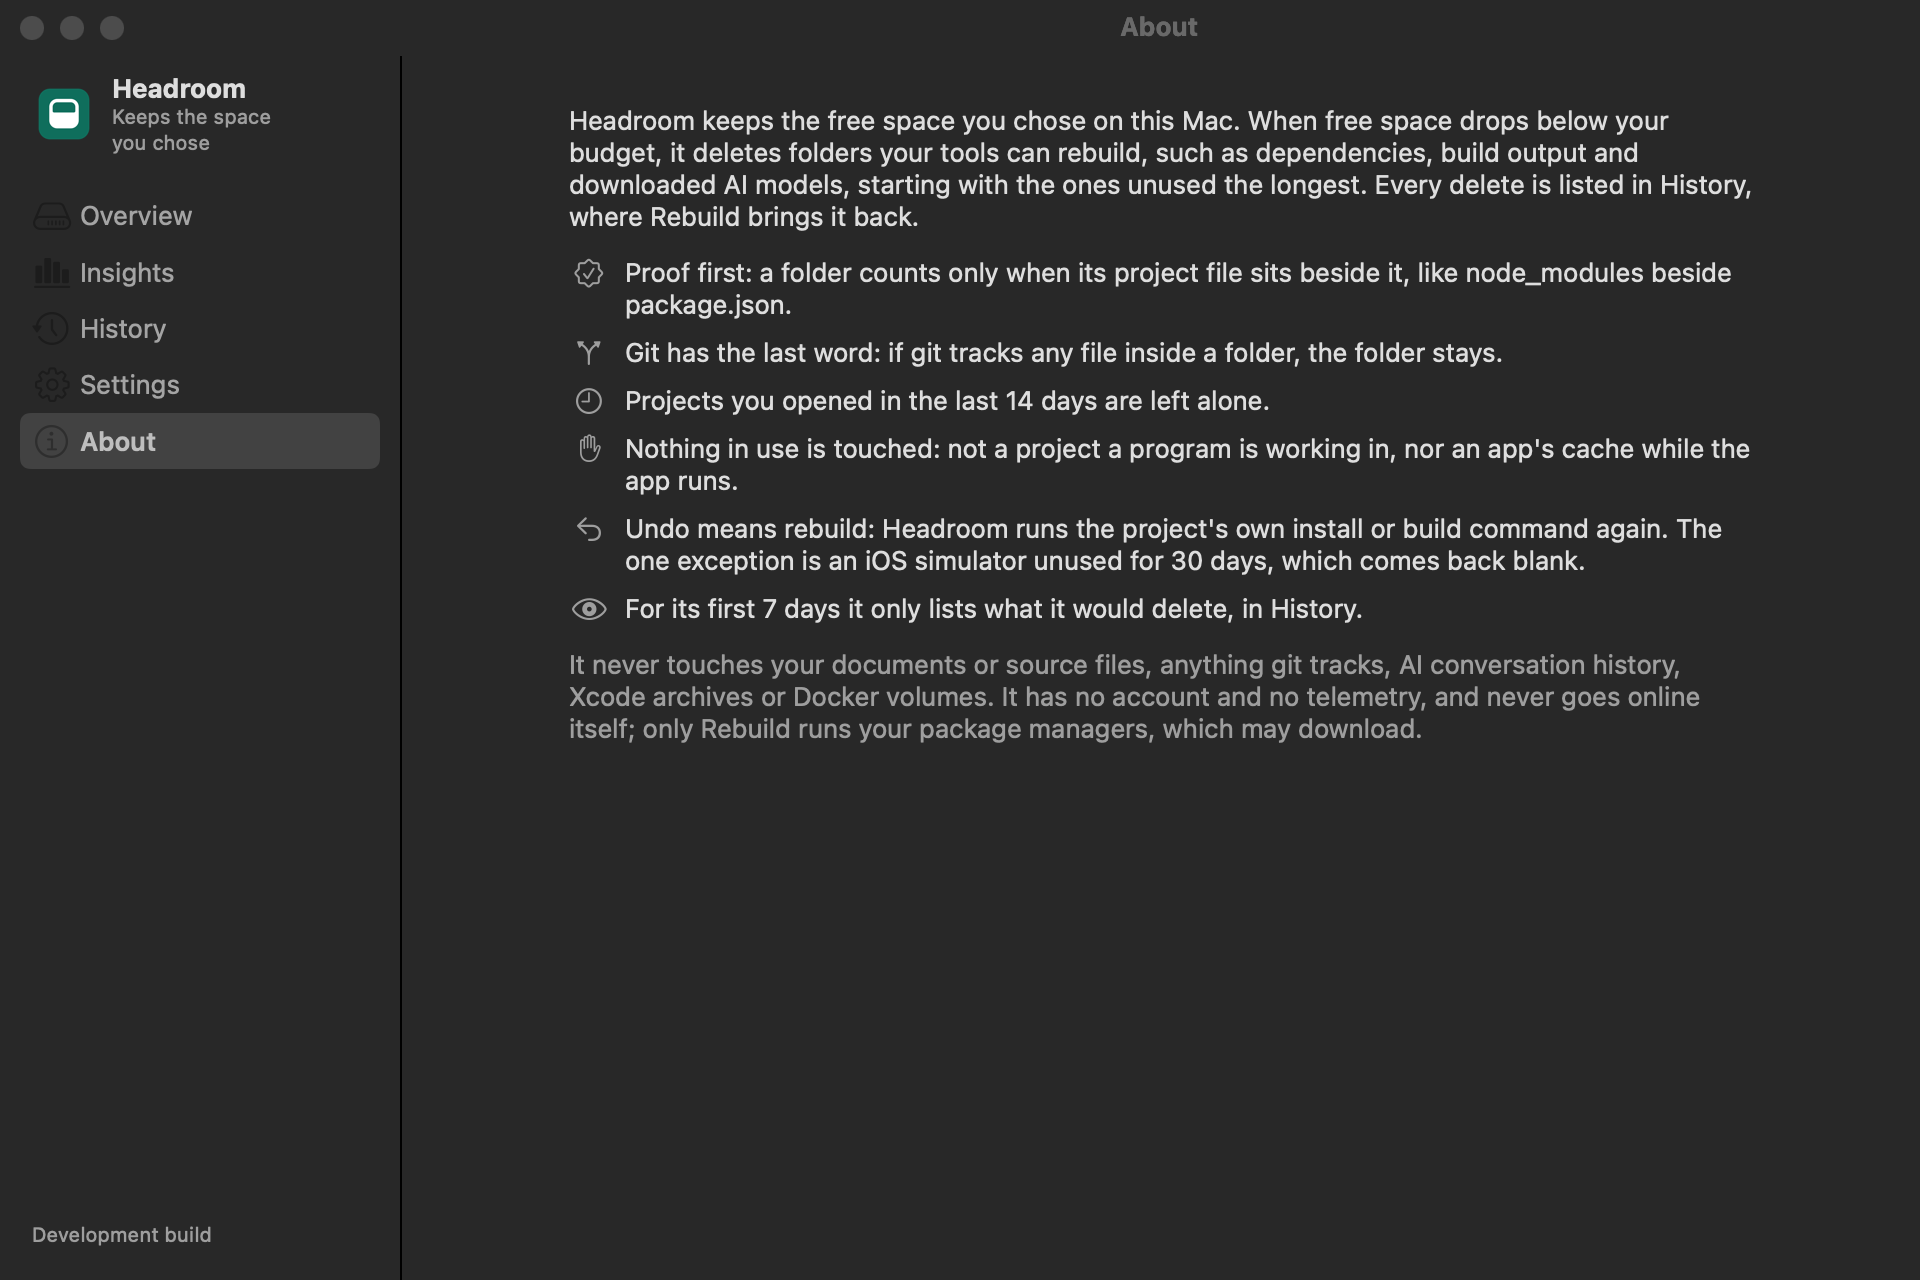 About
Headroom
Keeps the space
you chose
Overview
Insights
History
Settings
About
Development build
Headroom keeps the free space you chose on this Mac. When free space drops below your
budget, it deletes folders your tools can rebuild, such as dependencies, build output and
downloaded AI models, starting with the ones unused the longest. Every delete is listed in History,
where Rebuild brings it back.
Proof first: a folder counts only when its project file sits beside it, like node_modules beside
package.json.
Git has the last word: if git tracks any file inside a folder, the folder stays.
Projects you opened in the last 14 days are left alone.
Nothing in use is touched: not a project a program is working in, nor an app's cache while the
app runs.
Undo means rebuild: Headroom runs the project's own install or build command again. The
one exception is an iOS simulator unused for 30 days, which comes back blank.
For its first 7 days it only lists what it would delete, in History.
It never touches your documents or source files, anything git tracks, AI conversation history,
Xcode archives or Docker volumes. It has no account and no telemetry, and never goes online
itself; only Rebuild runs your package managers, which may download.